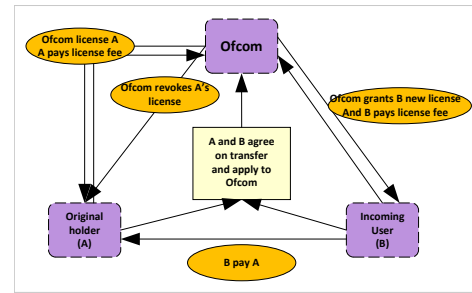 Ofcom license A
A pays license fee
Ofcom
Ofcom revokes A's
license
Ofcom grants B new license
And B pays license fee
A and B agree
on transfer
and apply to
Ofcom
Original
holder
(A)
Incoming
User
(B)
B pay A